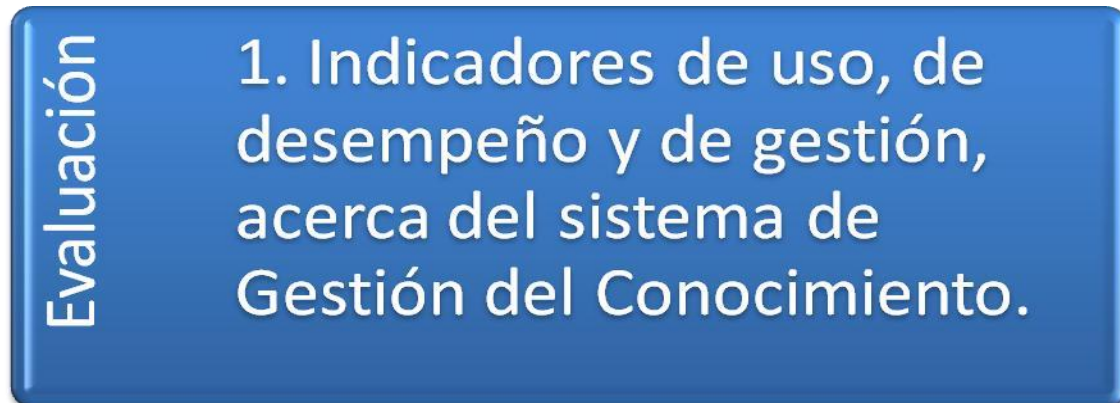 Evaluación
1. Indicadores de uso, de
desempeño y de gestión,
acerca del sistema de
Gestión del Conocimiento.